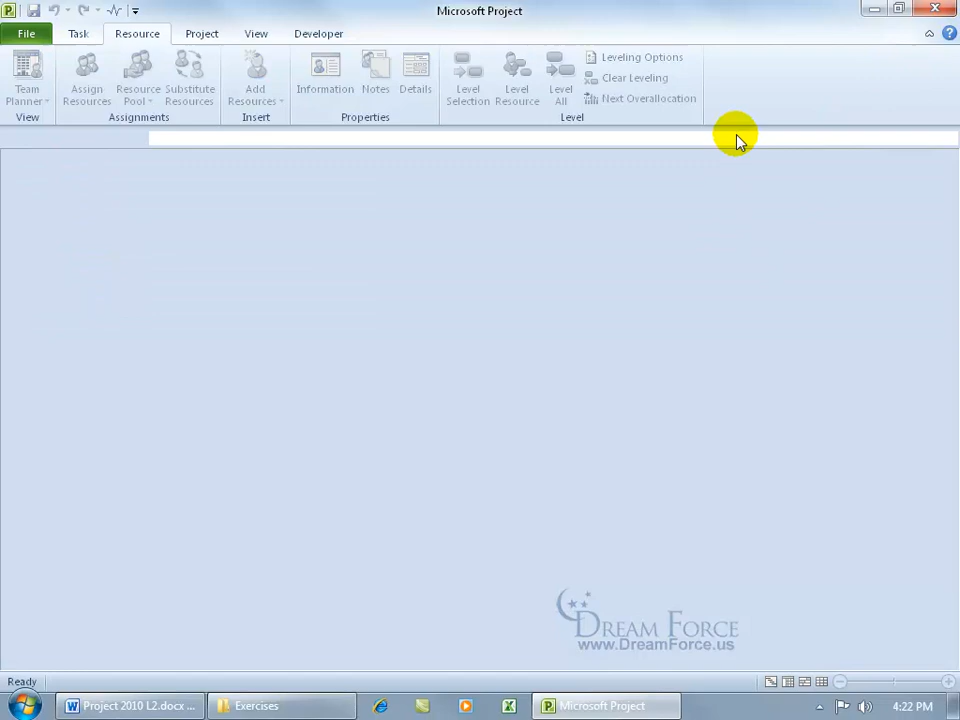 Microsoft Project
File Task Resource Project View Developer
Team Planner
Assign Resources
Resource Pool
Substitute Resources
Add Resources
Information
Notes
Details
Level Selection
Level Resource
Level All
Leveling Options
Clear Leveling
Next Overallocation
View Assignments Insert Properties Level
DREAM FORCE
www.DreamForce.us
Ready
Project 2010 L2.docx ... Exercises Microsoft Project 4:22 PM